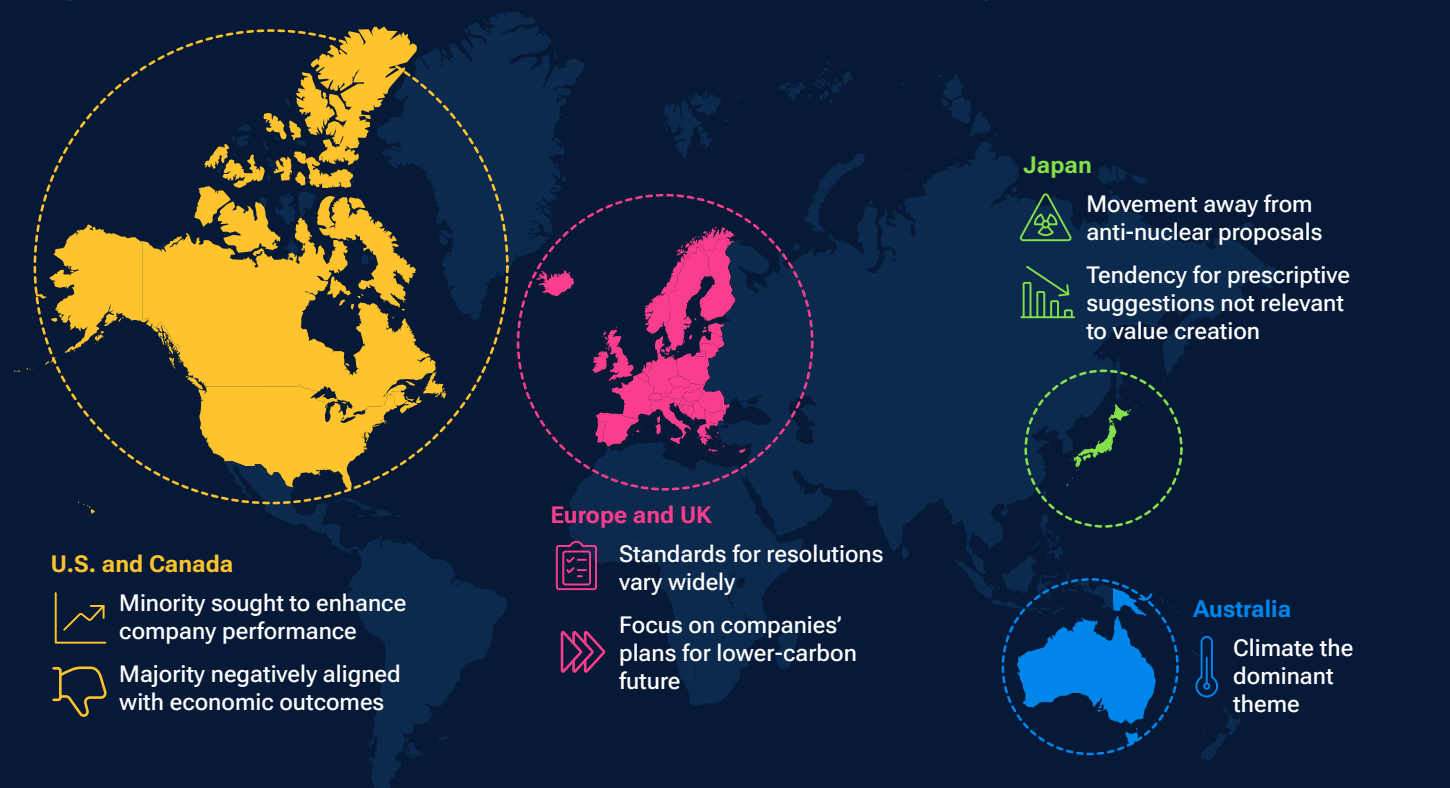 U.S. and Canada
Minority sought to enhance
company performance
Majority negatively aligned
with economic outcomes
Europe and UK
Standards for resolutions
vary widely
Focus on companies’
plans for lower-carbon
future
Japan
Movement away from
anti-nuclear proposals
Tendency for prescriptive
suggestions not relevant
to value creation
Australia
Climate the
dominant
theme